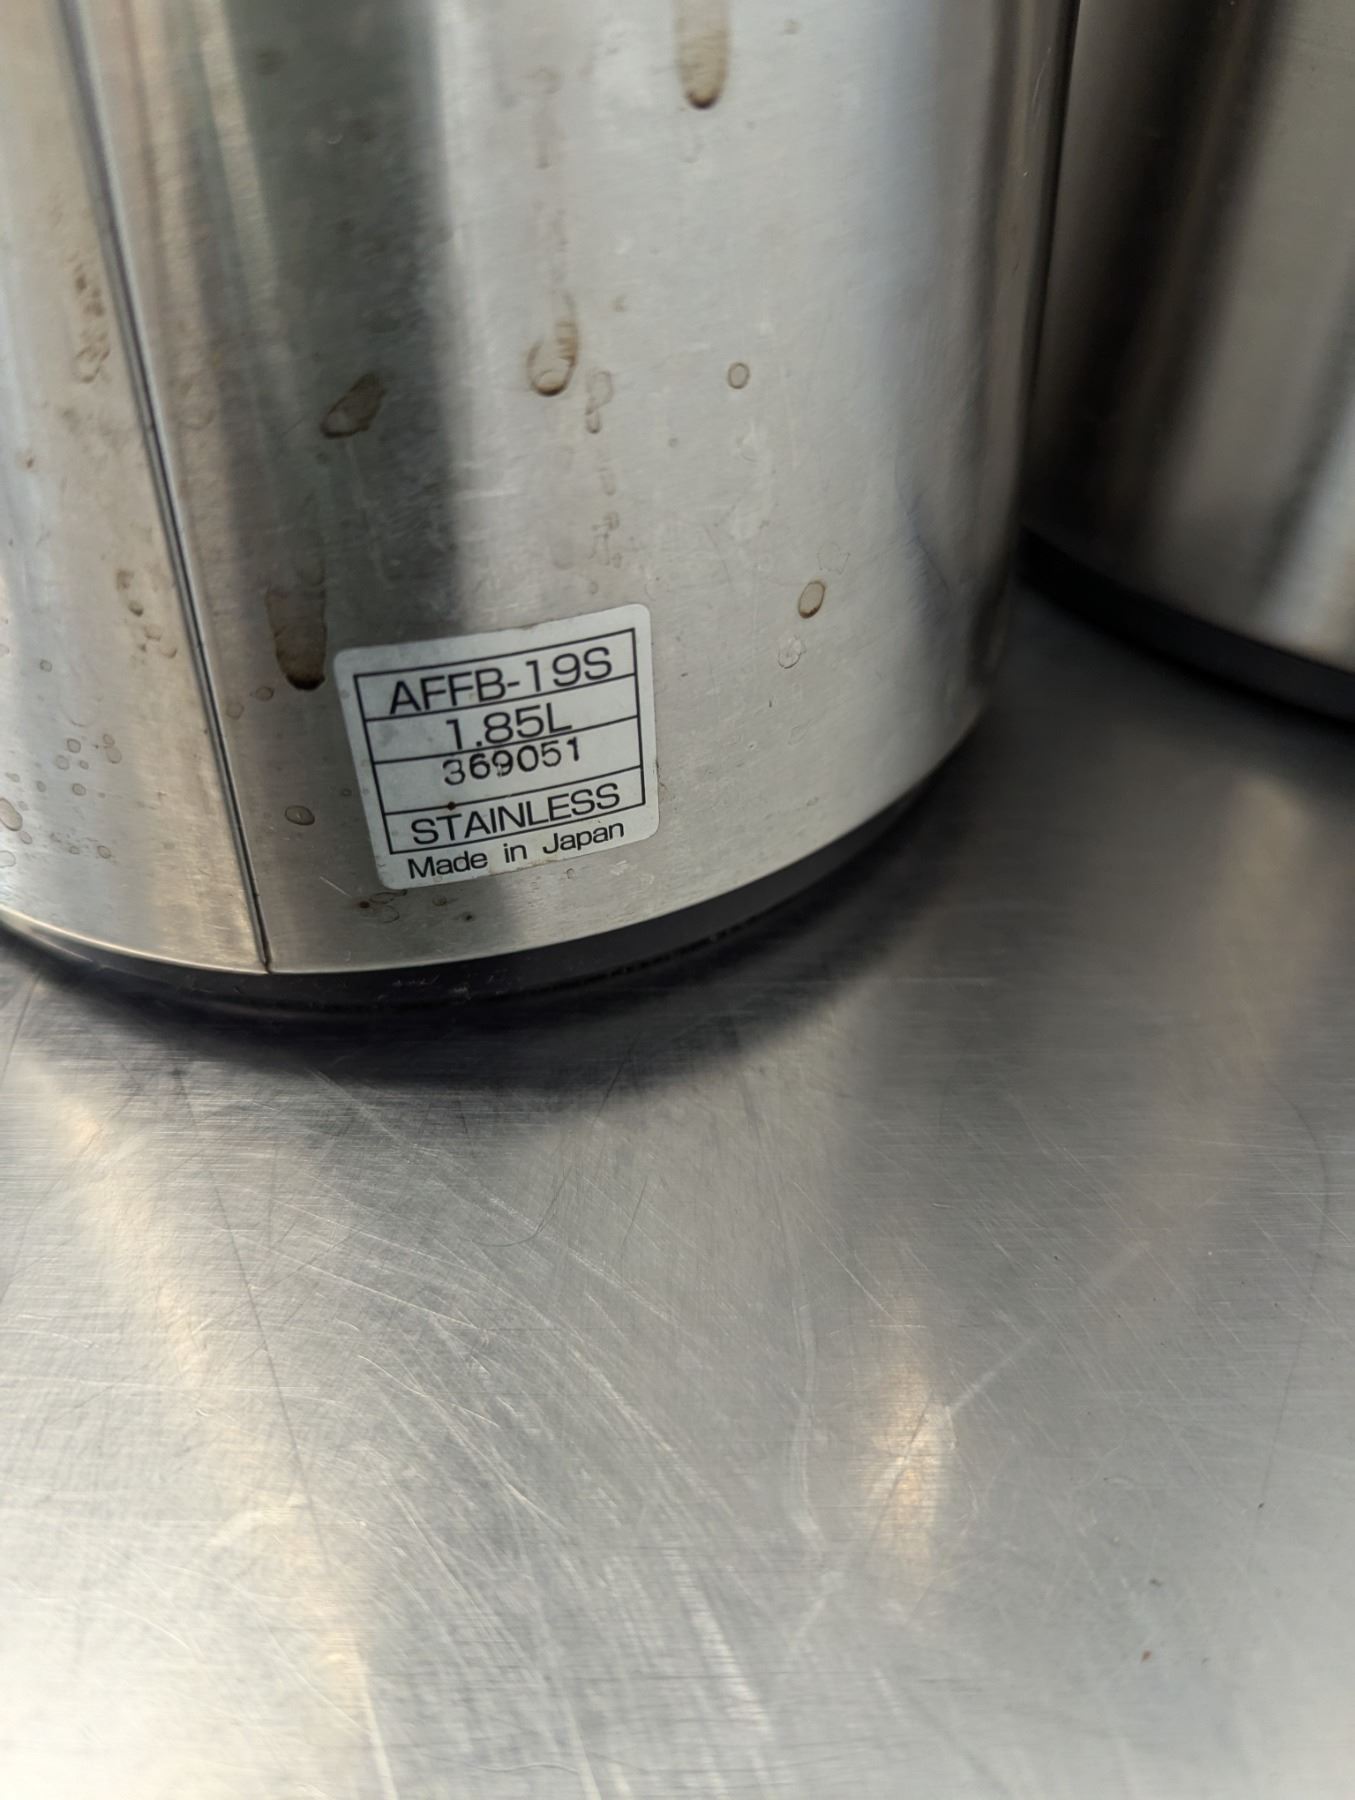 AFFB-19S
1.85L
369051
STAINLESS
Made in Japan